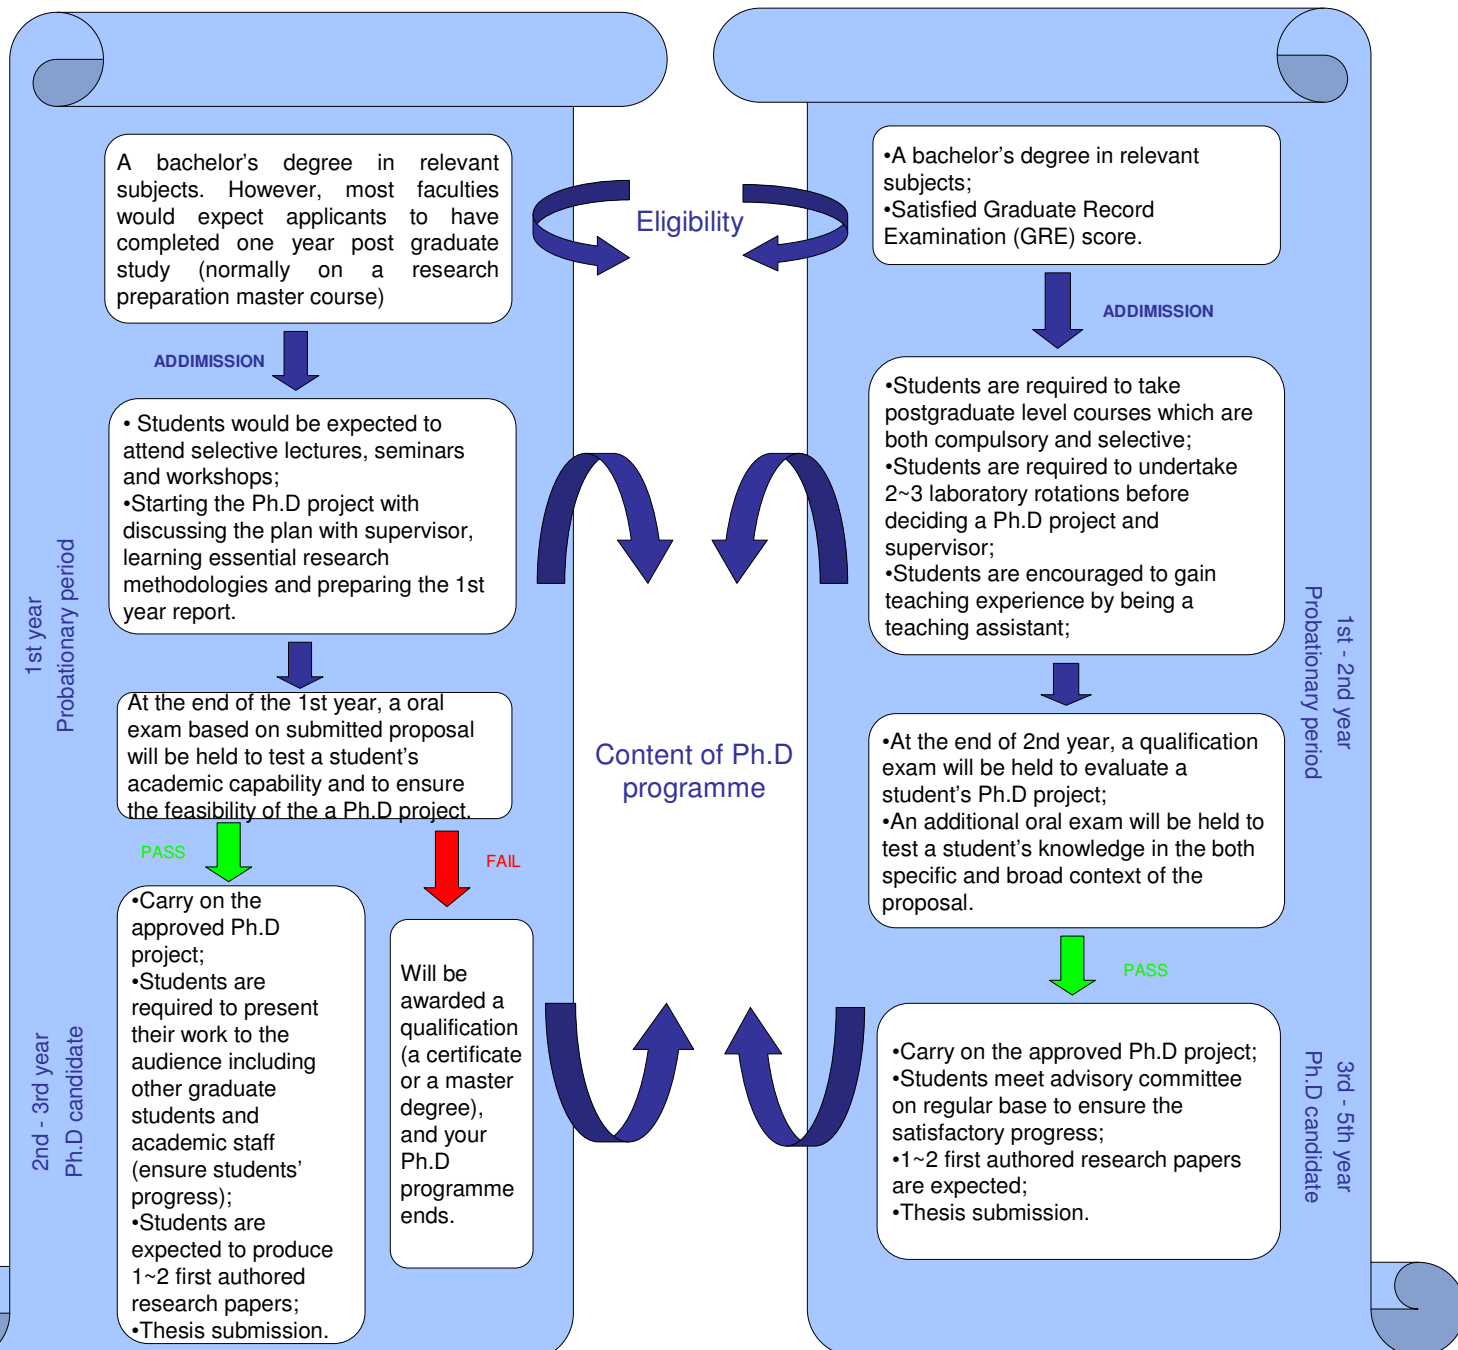 A bachelor's degree in relevant
subjects. However, most faculties
would expect applicants to have
completed one year post graduate
study (normally on a research
preparation master course)
ADDIMISSION
• Students would be expected to
attend selective lectures, seminars
and workshops;
•Starting the Ph.D project with
discussing the plan with supervisor,
learning essential research
methodologies and preparing the 1st
year report.
1st year
Probationary period
At the end of the 1st year, a oral
exam based on submitted proposal
will be held to test a student's
academic capability and to ensure
the feasibility of the a Ph.D project.
PASS
FAIL
•Carry on the
approved Ph.D
project;
•Students are
required to present
their work to the
audience including
other graduate
students and
academic staff
(ensure students'
progress);
•Students are
expected to produce
1~2 first authored
research papers;
•Thesis submission.
Will be
awarded a
qualification
(a certificate
or a master
degree),
and your
Ph.D
programme
ends.
2nd - 3rd year
Ph.D candidate
Eligibility
Content of Ph.D
programme
•A bachelor's degree in relevant
subjects;
•Satisfied Graduate Record
Examination (GRE) score.
ADDIMISSION
•Students are required to take
postgraduate level courses which are
both compulsory and selective;
•Students are required to undertake
2~3 laboratory rotations before
deciding a Ph.D project and
supervisor;
•Students are encouraged to gain
teaching experience by being a
teaching assistant;
1st - 2nd year
Probationary period
•At the end of 2nd year, a qualification
exam will be held to evaluate a
student's Ph.D project;
•An additional oral exam will be held to
test a student's knowledge in the both
specific and broad context of the
proposal.
PASS
•Carry on the approved Ph.D project;
•Students meet advisory committee
on regular base to ensure the
satisfactory progress;
•1~2 first authored research papers
are expected;
•Thesis submission.
3rd - 5th year
Ph.D candidate